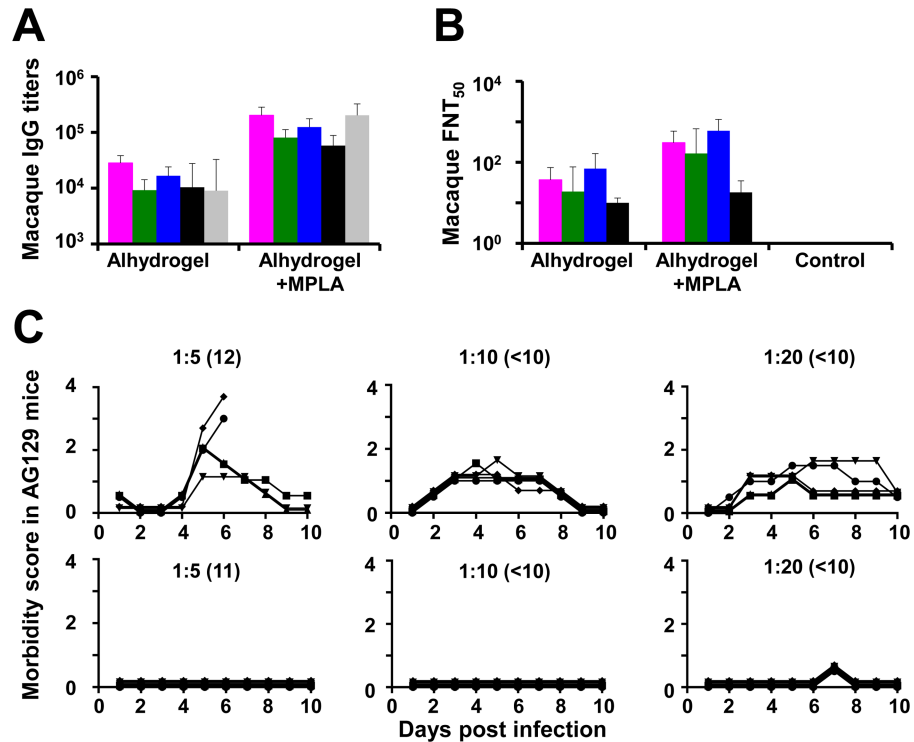 A
B
Macaque IgG titers
10^6
10^5
10^4
10^3
Alhydrogel
Alhydrogel
+MPLA
Macaque FNT50
10^4
10^2
10^0
Alhydrogel
Alhydrogel
+MPLA
Control
C
Morbidity score in AG129 mice
1:5 (12)
4
2
0
0 2 4 6 8 10
1:10 (<10)
4
2
0
0 2 4 6 8 10
1:20 (<10)
4
2
0
0 2 4 6 8 10
1:5 (11)
4
2
0
0 2 4 6 8 10
1:10 (<10)
4
2
0
0 2 4 6 8 10
1:20 (<10)
4
2
0
0 2 4 6 8 10
Days post infection